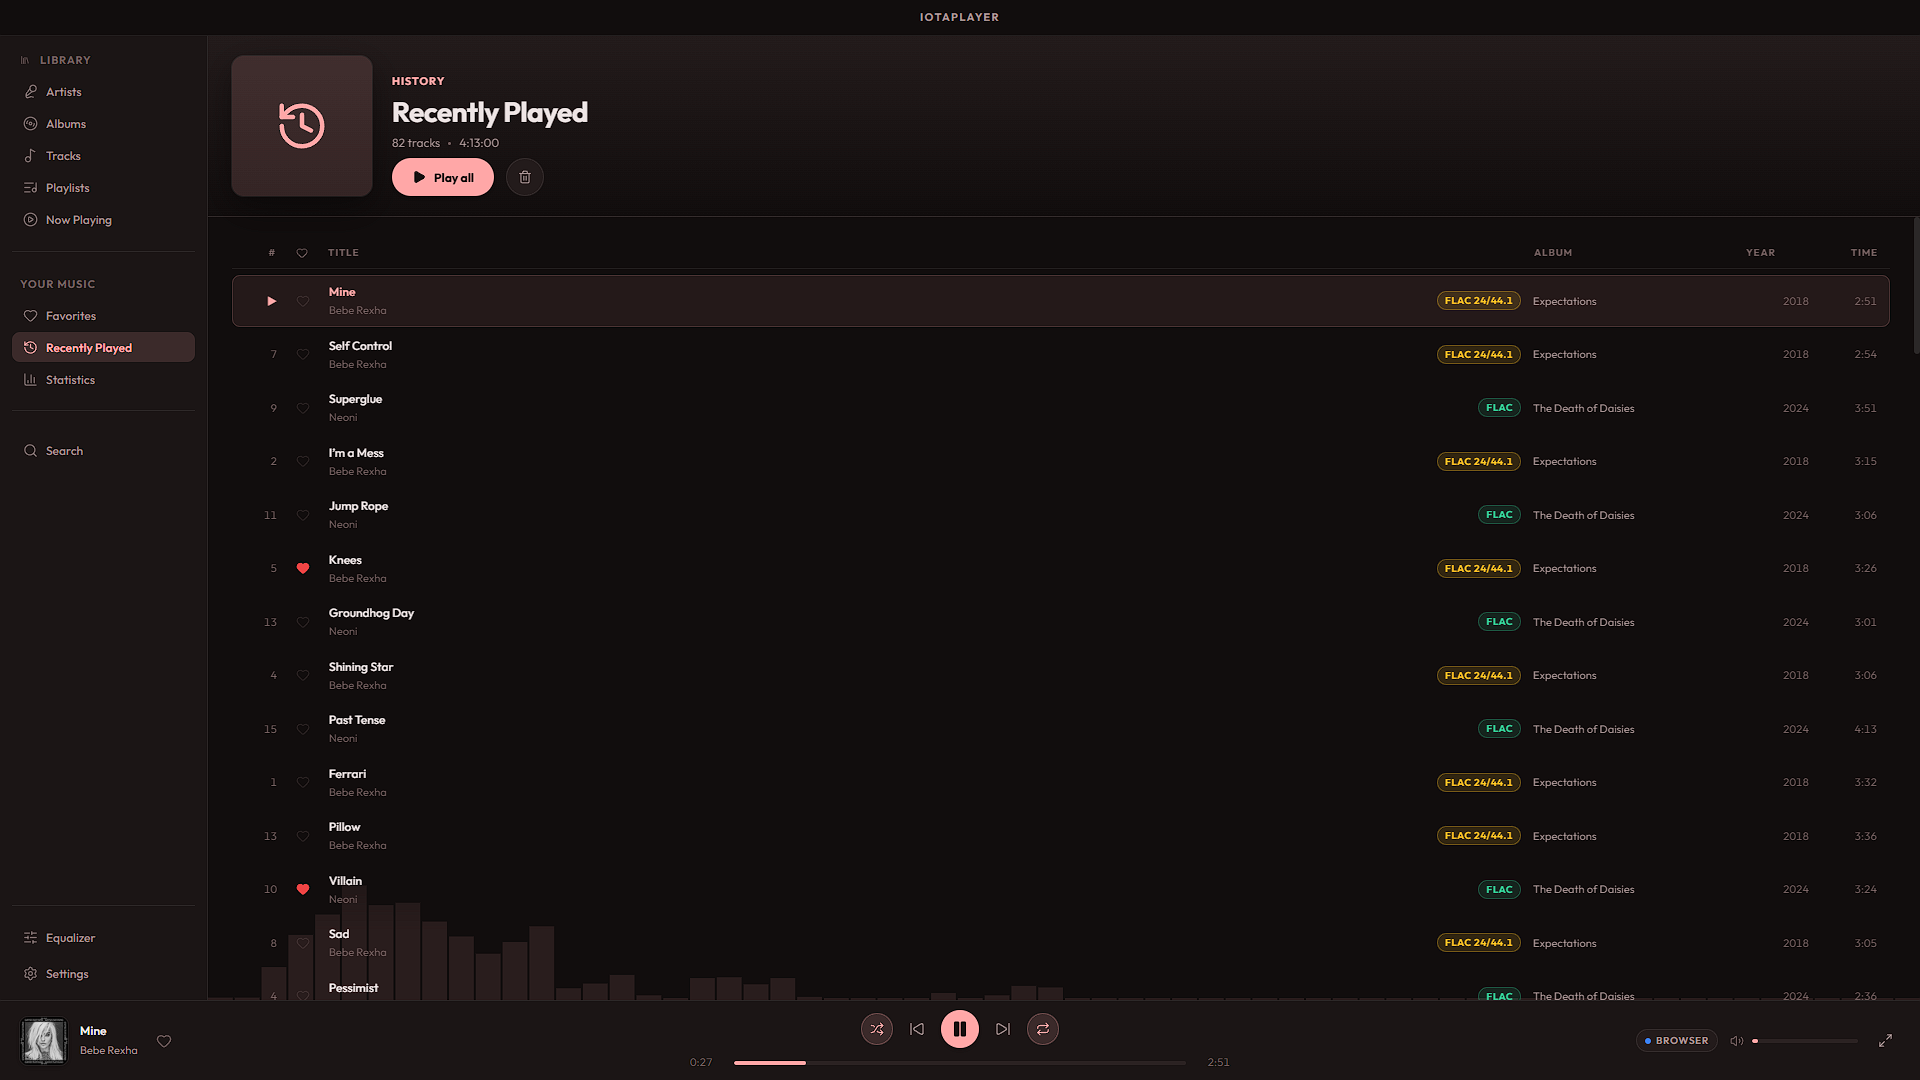 IOTAPLAYER
LIBRARY
Artists
Albums
Tracks
Playlists
Now Playing
YOUR MUSIC
Favorites
Recently Played
Statistics
Search
Equalizer
Settings
HISTORY
Recently Played
82 tracks • 4:13:00
Play all
# TITLE ALBUM YEAR TIME
Mine
Bebe Rexha
FLAC 24/44.1 Expectations 2018 2:51
7 Self Control
Bebe Rexha
FLAC 24/44.1 Expectations 2018 2:54
9 Superglue
Neoni
FLAC The Death of Daisies 2024 3:51
2 I'm a Mess
Bebe Rexha
FLAC 24/44.1 Expectations 2018 3:15
11 Jump Rope
Neoni
FLAC The Death of Daisies 2024 3:06
5 Knees
Bebe Rexha
FLAC 24/44.1 Expectations 2018 3:26
13 Groundhog Day
Neoni
FLAC The Death of Daisies 2024 3:01
4 Shining Star
Bebe Rexha
FLAC 24/44.1 Expectations 2018 3:06
15 Past Tense
Neoni
FLAC The Death of Daisies 2024 4:13
1 Ferrari
Bebe Rexha
FLAC 24/44.1 Expectations 2018 3:32
13 Pillow
Bebe Rexha
FLAC 24/44.1 Expectations 2018 3:36
10 Villain
Neoni
FLAC The Death of Daisies 2024 3:24
8 Sad
Bebe Rexha
FLAC 24/44.1 Expectations 2018 3:05
4 Pessimist
FLAC The Death of Daisies 2024 2:36
Mine
Bebe Rexha
0:27 2:51
BROWSER